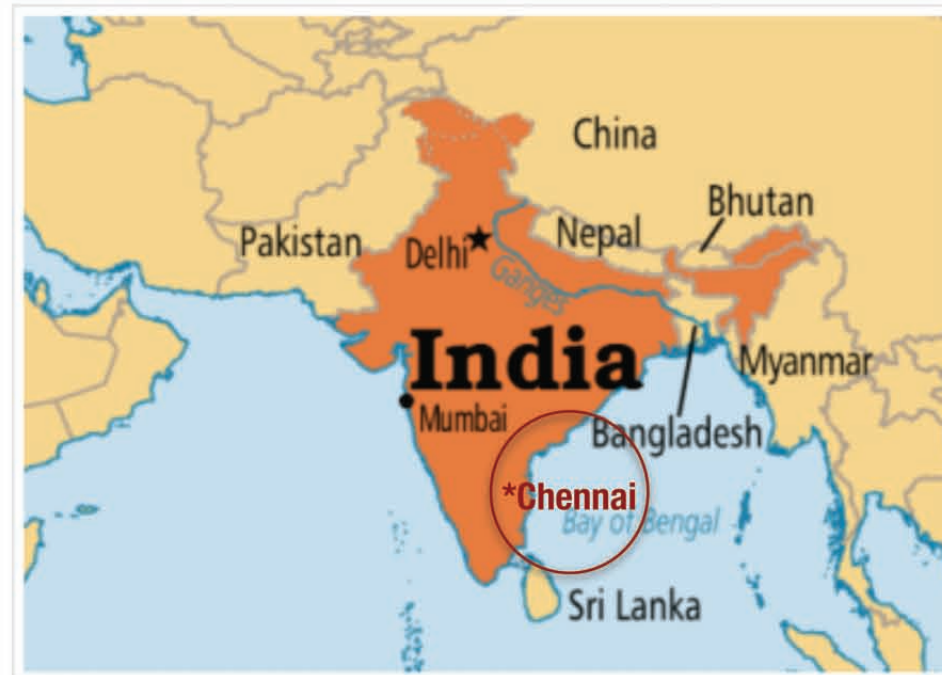 China
Bhutan
Pakistan
Delhi
Nepal
Ganges
India
Myanmar
Mumbai
Bangladesh
*Chennai
Bay of Bengal
Sri Lanka